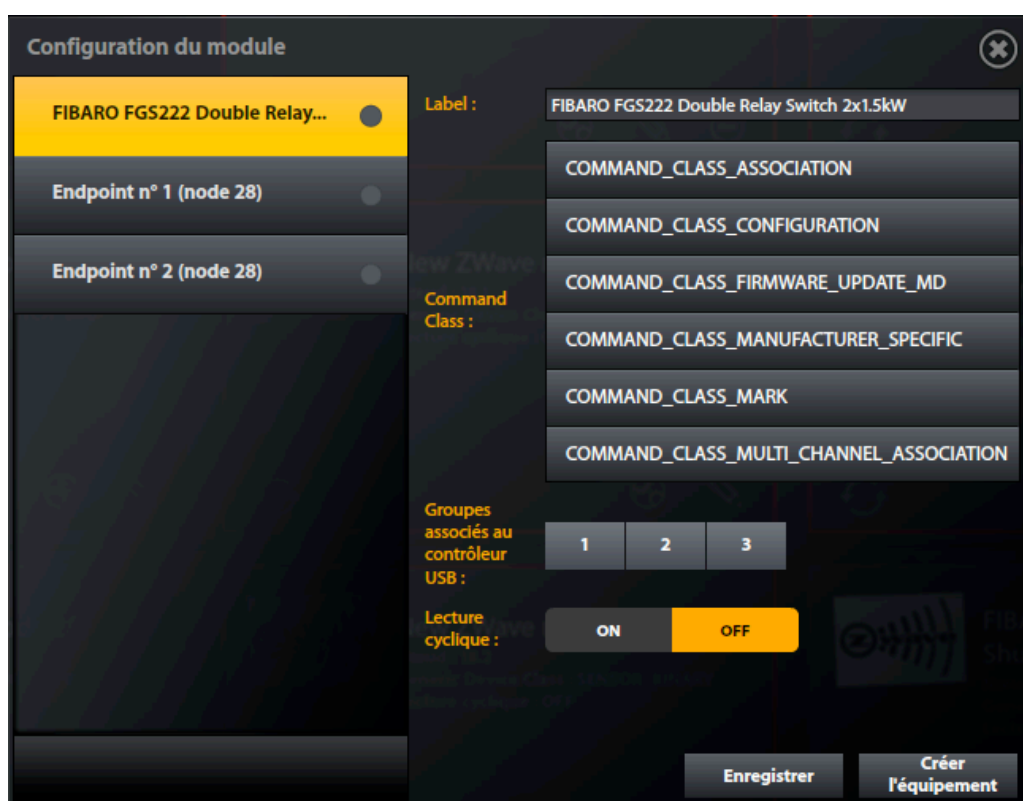 Configuration du module
FIBARO FGS222 Double Relay...
Endpoint n° 1 (node 28)
Endpoint n° 2 (node 28)
Label :
FIBARO FGS222 Double Relay Switch 2x1.5kW
Command
Class :
COMMAND_CLASS_ASSOCIATION
COMMAND_CLASS_CONFIGURATION
COMMAND_CLASS_FIRMWARE_UPDATE_MD
COMMAND_CLASS_MANUFACTURER_SPECIFIC
COMMAND_CLASS_MARK
COMMAND_CLASS_MULTI_CHANNEL_ASSOCIATION
Groupes
associés au
contrôleur
USB :
1 2 3
Lecture
cyclique :
ON OFF
Enregistrer
Créer
l'équipement